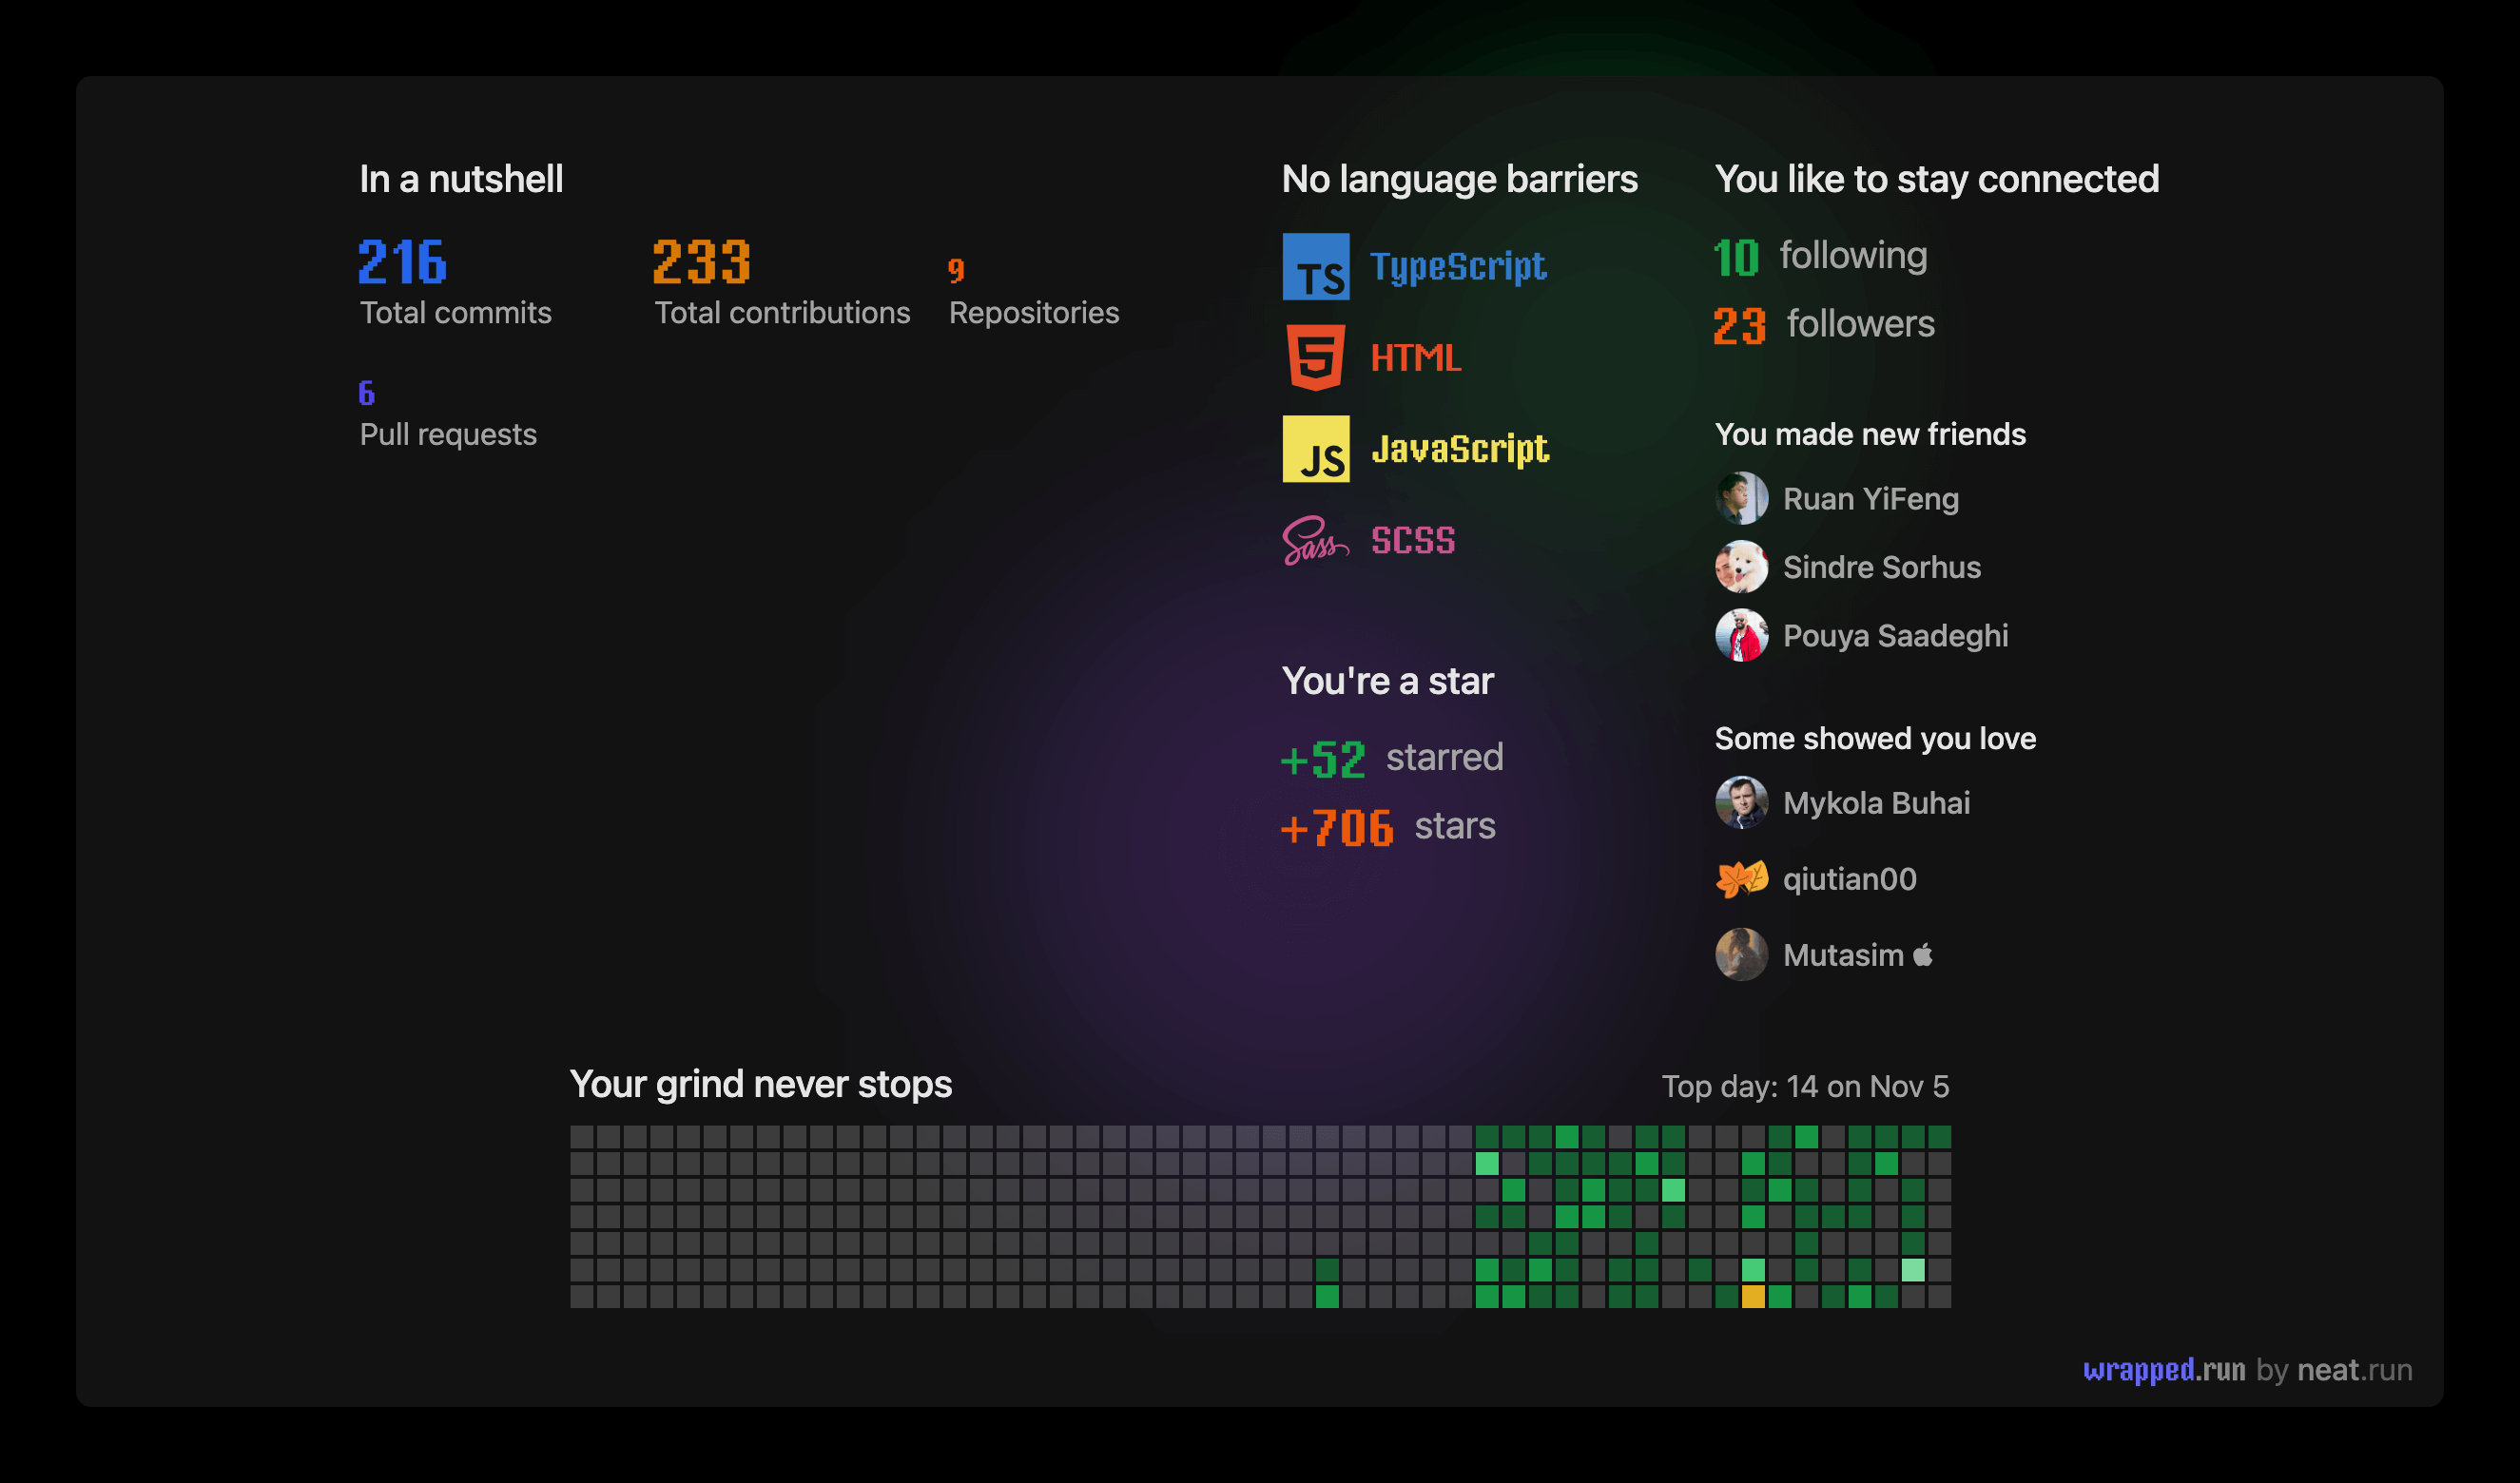 In a nutshell
216
Total commits
233
Total contributions
9
Repositories
6
Pull requests
No language barriers
TS TypeScript
HTML
JS JavaScript
Sass SCSS
You're a star
+52 starred
+706 stars
You like to stay connected
10 following
23 followers
You made new friends
Ruan YiFeng
Sindre Sorhus
Pouya Saadeghi
Some showed you love
Mykola Buhai
qiutian00
Mutasim
Your grind never stops
Top day: 14 on Nov 5
wrapped.run by neat.run